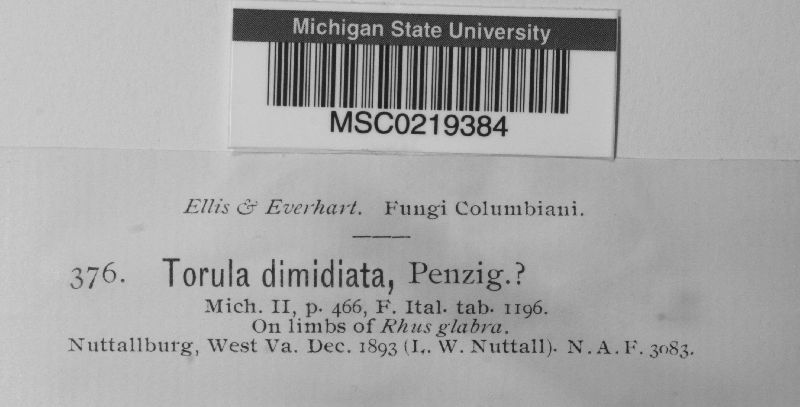 Michigan State University
MSC0219384
Ellis & Everhart. Fungi Columbiani.
376. Torula dimidiata, Penzig.?
Mich. II, p. 466, F. Ital. tab. 1196.
On limbs of Rhus glabra.
Nuttallburg, West Va. Dec. 1893 (L. W. Nuttall). N. A. F. 3083.